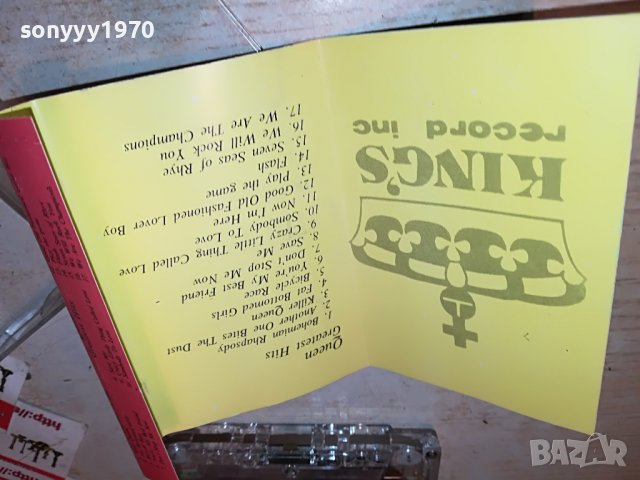 sonyyy1970
KING'S
record inc
Queen
Greatest Hits
1. Bohemian Rhapsody
2. Another One Bites The Dust
3. Killer Queen
4. Fat Bottomed Girls
5. Bicycle Race
6. You're My Best Friend
7. Don't Stop Me Now
8. Save Me
9. Crazy Little Thing Called Love
10. Sombody To Love
11. Now I'm Here
12. Good Old Fashioned Lover Boy
13. Play the game
14. Flash
15. Seven Seas of Rhye
16. We Will Rock You
17. We Are The Champions
http://
http://
BAZAR